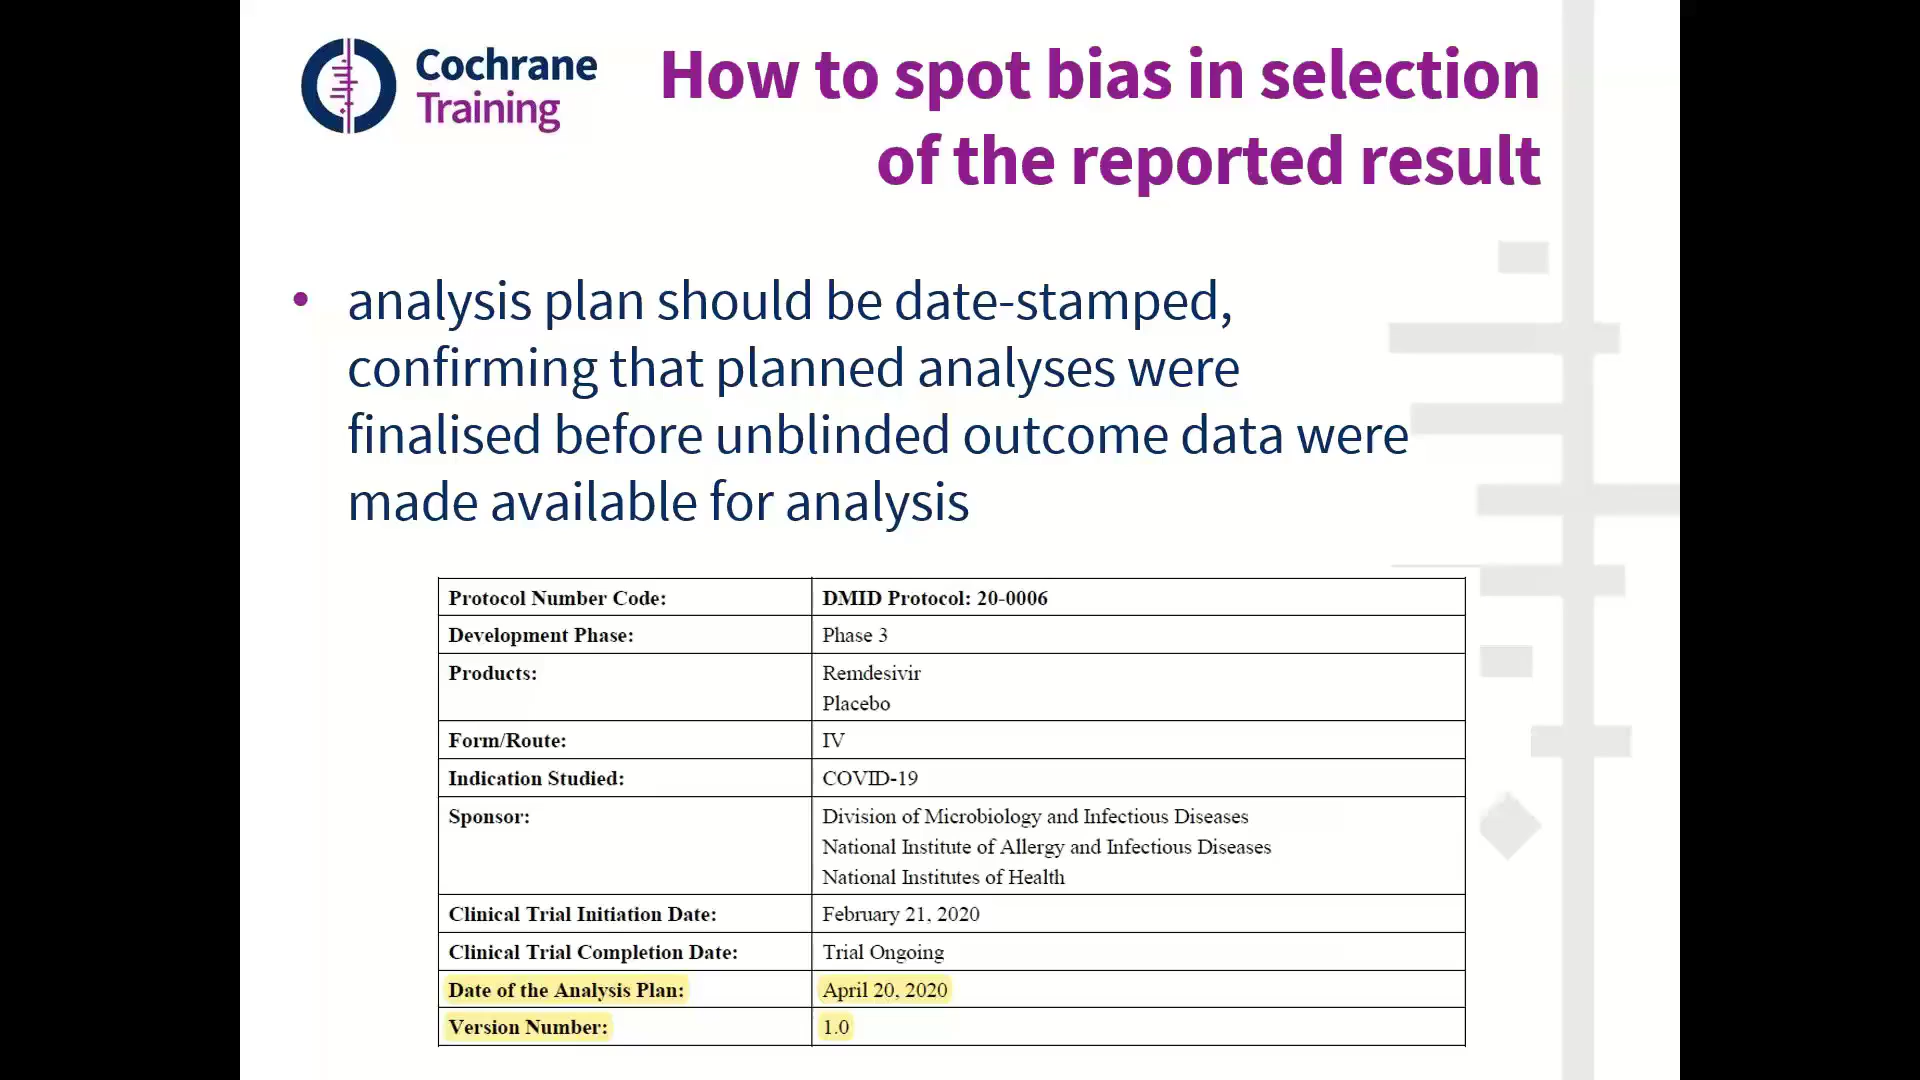 Cochrane
Training
How to spot bias in selection
of the reported result
• analysis plan should be date-stamped,
confirming that planned analyses were
finalised before unblinded outcome data were
made available for analysis
Protocol Number Code: DMID Protocol: 20-0006
Development Phase: Phase 3
Products: Remdesivir
Placebo
Form/Route: IV
Indication Studied: COVID-19
Sponsor: Division of Microbiology and Infectious Diseases
National Institute of Allergy and Infectious Diseases
National Institutes of Health
Clinical Trial Initiation Date: February 21, 2020
Clinical Trial Completion Date: Trial Ongoing
Date of the Analysis Plan: April 20, 2020
Version Number: 1.0